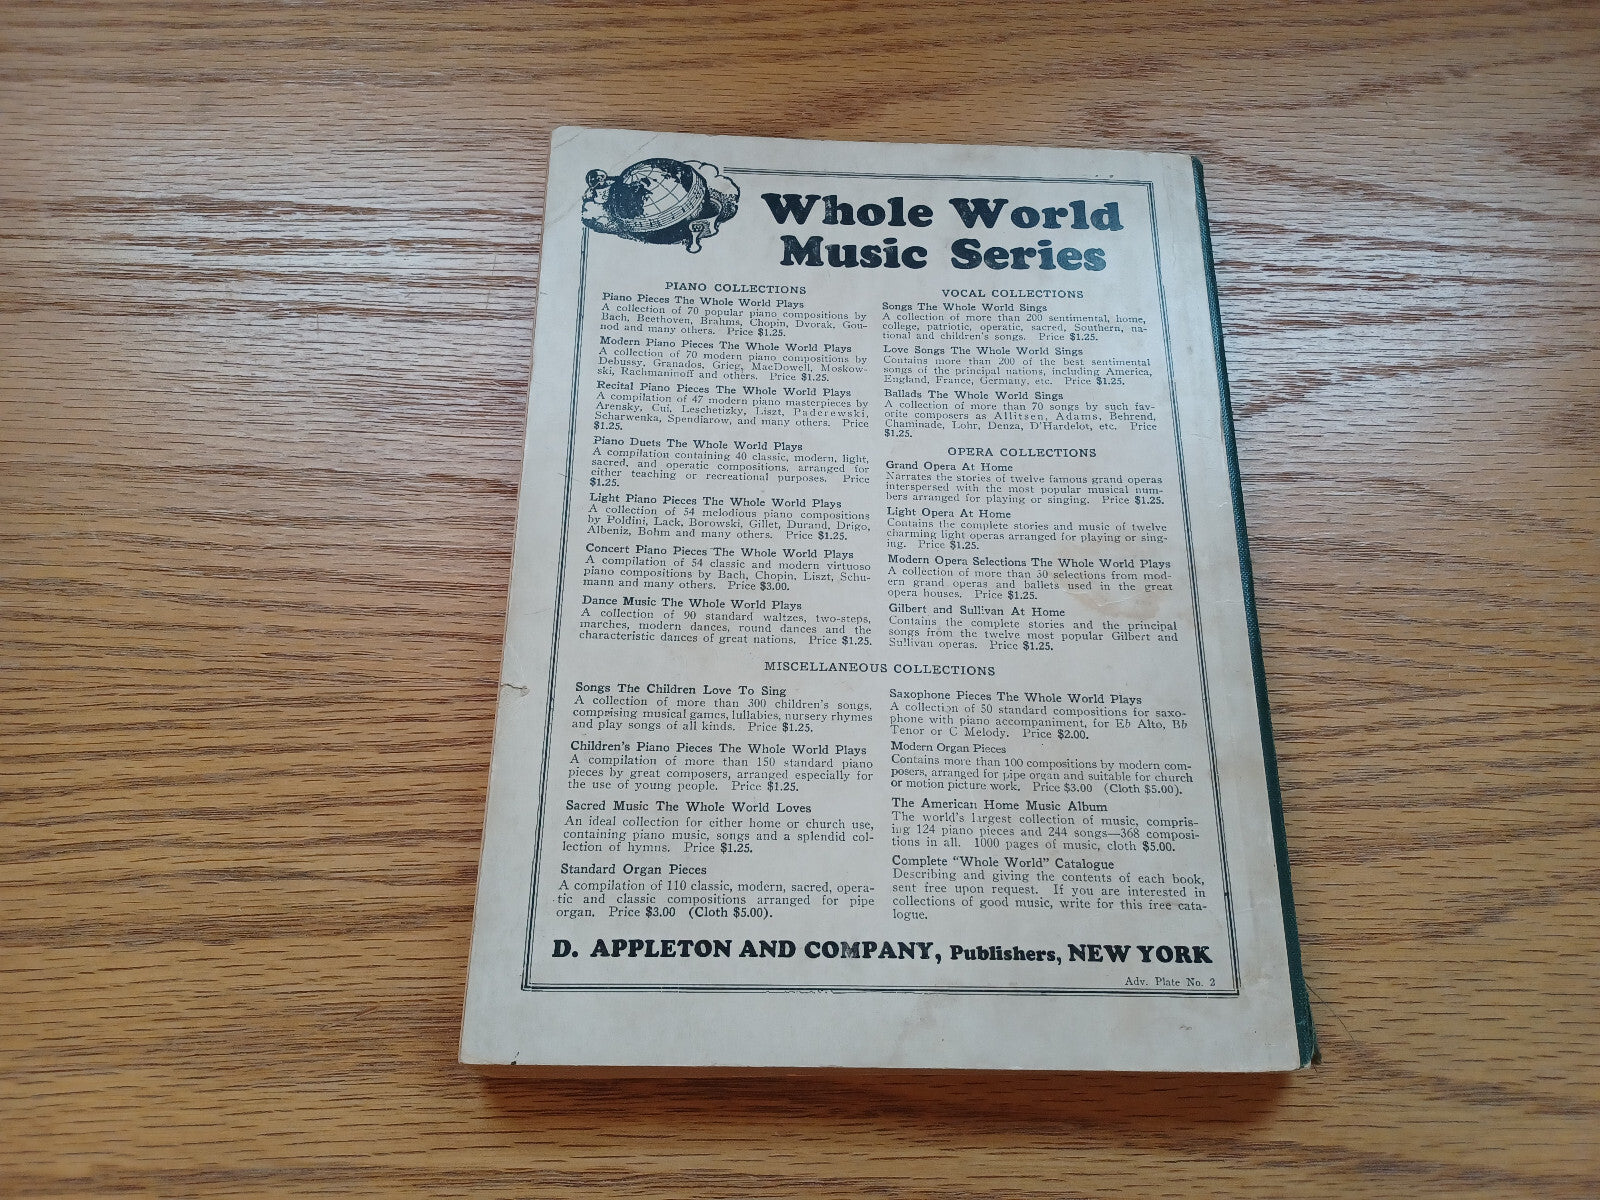 Whole World
Music Series
PIANO COLLECTIONS
Piano Pieces The Whole World Plays
A collection of 70 popular piano compositions by
Bach, Beethoven, Brahms, Chopin, Dvorak, Gou-
nod and many others. Price $1.25.
Modern Piano Pieces The Whole World Plays
A collection of 70 modern piano compositions by
Debussy, Granados, Grieg, MacDowell, Moskow-
ski, Rachmaninoff and others. Price $1.25.
Recital Piano Pieces The Whole World Plays
A compilation of 47 modern piano masterpieces by
Arensky, Cui, Leschetizky, Liszt, Paderewski,
Scharwenka, Spendiarow, and many others. Price
$1.25.
Piano Duets The Whole World Plays
A compilation containing 40 classic, modern, light,
sacred, and operatic compositions, arranged for
either teaching or recreational purposes. Price
$1.25.
Light Piano Pieces The Whole World Plays
A collection of 54 melodious piano compositions
by Poldini, Lack, Borowski, Gillet, Durand, Drigo,
Albeniz, Bohm and many others. Price $1.25.
Concert Piano Pieces The Whole World Plays
A compilation of 54 classic and modern virtuoso
piano compositions by Bach, Chopin, Liszt, Schu-
mann and many others. Price $3.00.
Dance Music The Whole World Plays
A collection of 90 standard waltzes, two-steps,
marches, modern dances, round dances and the
characteristic dances of great nations. Price $1.25.
VOCAL COLLECTIONS
Songs The Whole World Sings
A collection of more than 200 sentimental, home,
college, patriotic, operatic, sacred, Southern, na-
tional and children's songs. Price $1.25.
Love Songs The Whole World Sings
Contains more than 200 of the best sentimental
songs of the principal nations, including America,
England, France, Germany, etc. Price $1.25.
Ballads The Whole World Sings
A collection of more than 70 songs by such fav-
orite composers as Allitsen, Adams, Behrend,
Chaminade, Lohr, Denza, D'Hardelot, etc. Price
$1.25.
OPERA COLLECTIONS
Grand Opera At Home
Narrates the stories of twelve famous grand operas
interspersed with the most popular musical num-
bers arranged for playing or singing. Price $1.25.
Light Opera At Home
Contains the complete stories and music of twelve
charming light operas arranged for playing or sing-
ing. Price $1.25.
Modern Opera Selections The Whole World Plays
A collection of more than 50 selections from mod-
ern grand operas and ballets used in the great
opera houses. Price $1.25.
Gilbert and Sullivan At Home
Contains the complete stories and the principal
songs from the twelve most popular Gilbert and
Sullivan operas. Price $1.25.
MISCELLANEOUS COLLECTIONS
Songs The Children Love To Sing
A collection of more than 300 children's songs,
comprising musical games, lullabies, nursery rhymes
and play songs of all kinds. Price $1.25.
Children's Piano Pieces The Whole World Plays
A compilation of more than 150 standard piano
pieces by great composers, arranged especially for
the use of young people. Price $1.25.
Sacred Music The Whole World Loves
An ideal collection for either home or church use,
containing piano music, songs and a splendid col-
lection of hymns. Price $1.25.
Standard Organ Pieces
A compilation of 110 classic, modern, sacred, opera-
tic and classic compositions arranged for pipe
organ. Price $3.00 (Cloth $5.00).
Saxophone Pieces The Whole World Plays
A collection of 50 standard compositions for saxo-
phone with piano accompaniment, for E♭ Alto, B♭
Tenor or C Melody. Price $2.00.
Modern Organ Pieces
Contains more than 100 compositions by modern com-
posers, arranged for pipe organ and suitable for church
or motion picture work. Price $3.00 (Cloth $5.00).
The American Home Music Album
The world's largest collection of music, compris-
ing 124 piano pieces and 244 songs—368 composi-
tions in all. 1000 pages of music, cloth $5.00.
Complete "Whole World" Catalogue
Describing and giving the contents of each book,
sent free upon request. If you are interested in
collections of good music, write for this free cata-
logue.
D. APPLETON AND COMPANY, Publishers, NEW YORK
Adv. Plate No. 2